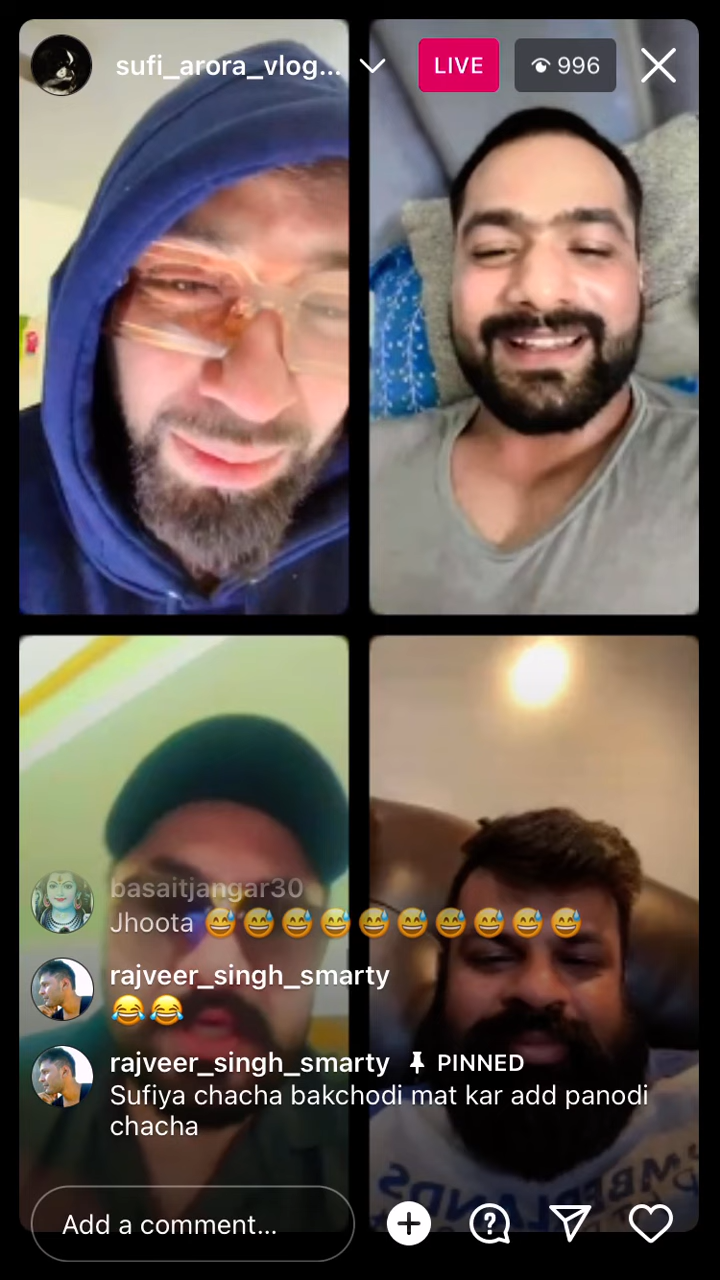 sufi_arora_vlog...
LIVE
996
basaitjangar30
Jhoota 😅😅😅😅😅😅😅😅😅😅
rajveer_singh_smarty
😂😂
rajveer_singh_smarty PINNED
Sufiya chacha bakchodi mat kar add panodi
chacha
Add a comment...